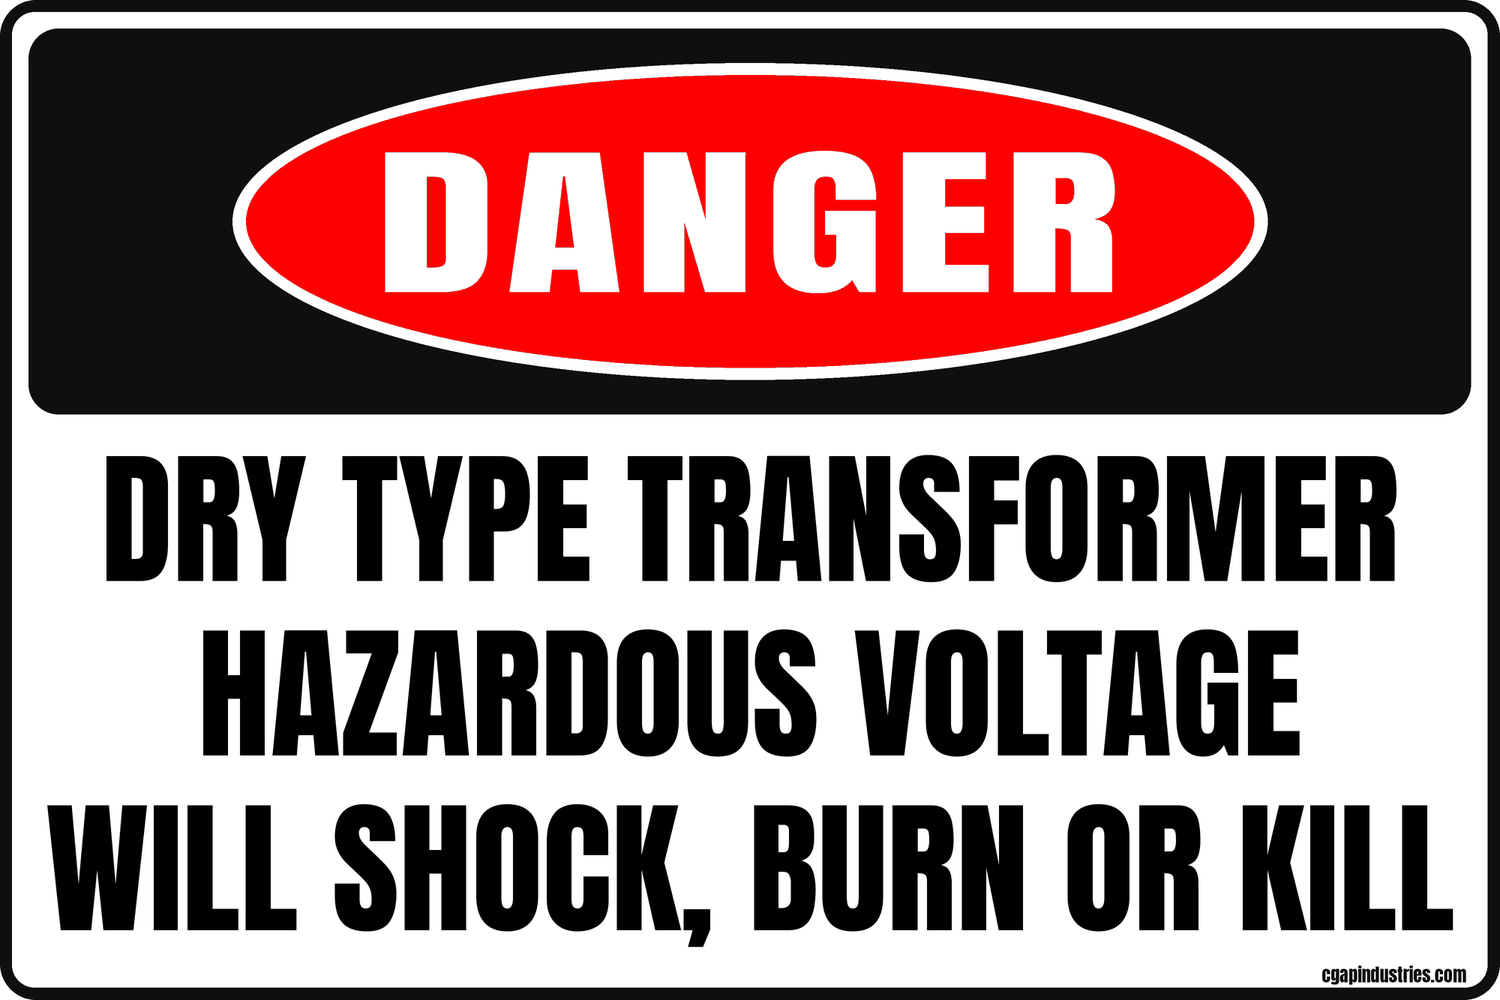 DANGER
DRY TYPE TRANSFORMER
HAZARDOUS VOLTAGE
WILL SHOCK, BURN OR KILL
cgapindustries.com